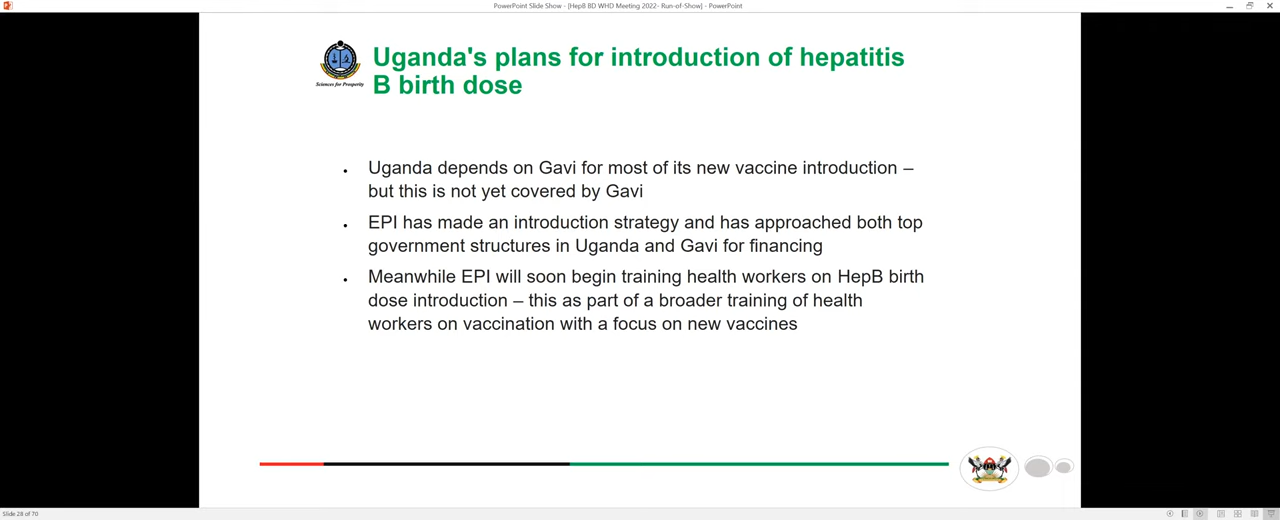 PowerPoint Slide Show - [HepB BD WHD Meeting 2022- Run-of-Show] - PowerPoint
Uganda's plans for introduction of hepatitis
B birth dose
Sciences for Prosperity
• Uganda depends on Gavi for most of its new vaccine introduction –
but this is not yet covered by Gavi
• EPI has made an introduction strategy and has approached both top
government structures in Uganda and Gavi for financing
• Meanwhile EPI will soon begin training health workers on HepB birth
dose introduction – this as part of a broader training of health
workers on vaccination with a focus on new vaccines
Slide 28 of 70